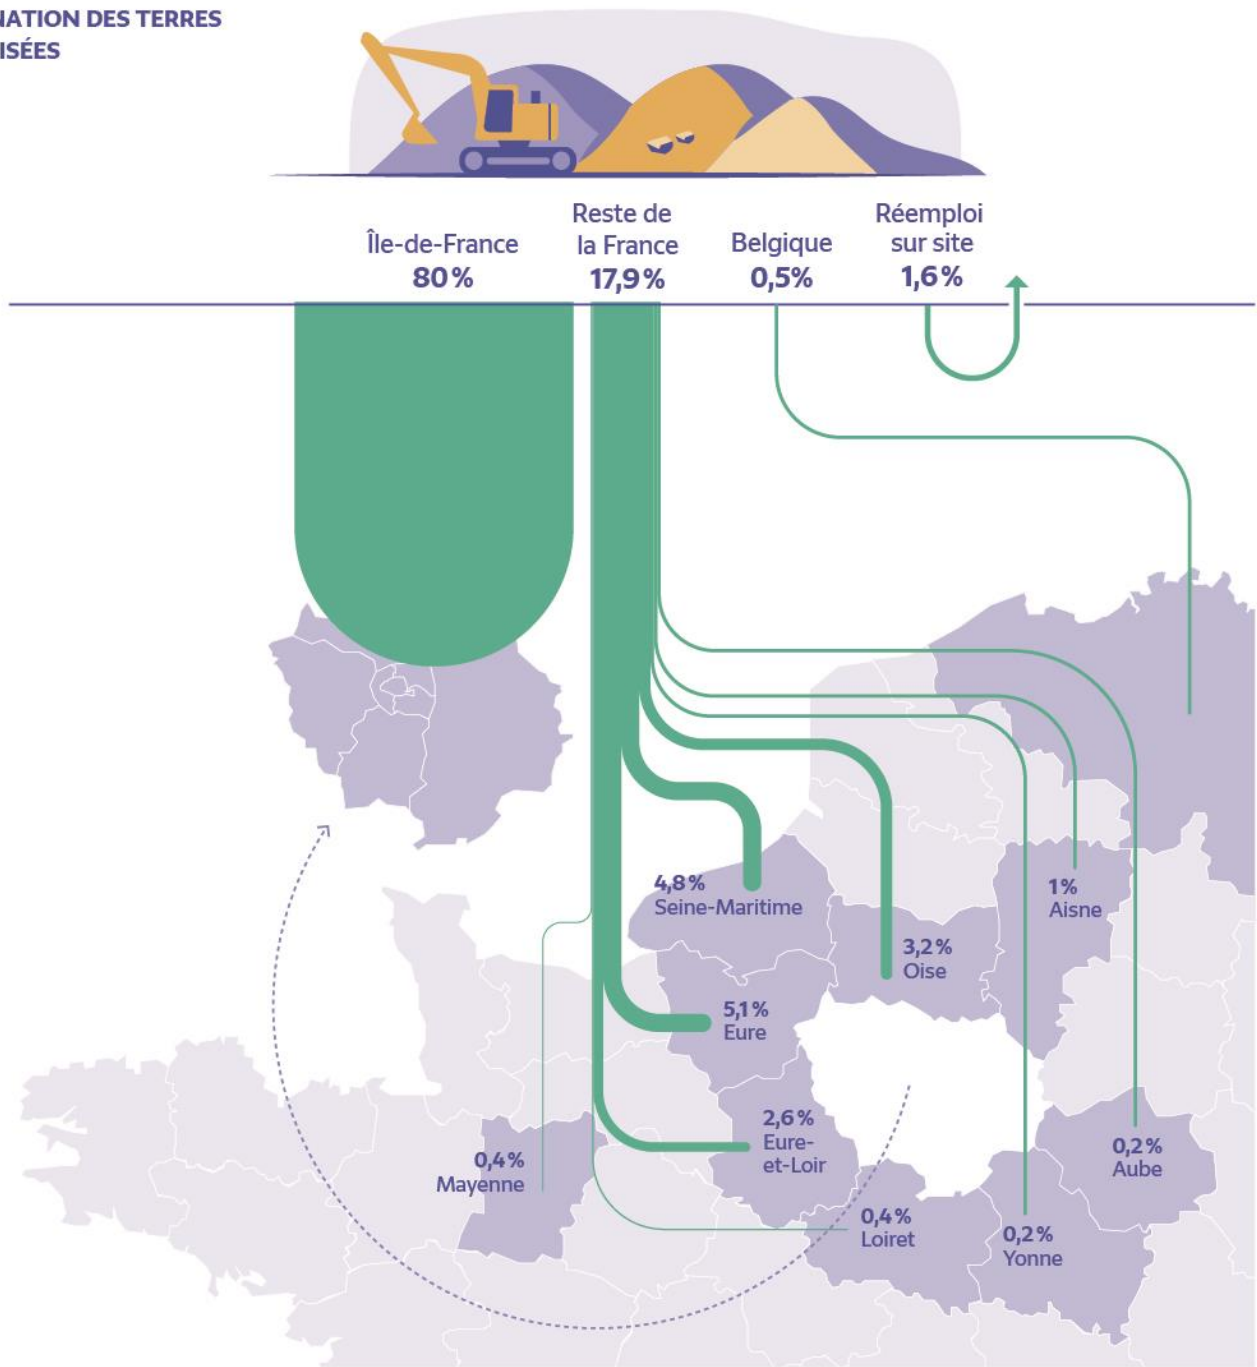 NATION DES TERRES
ISÉES
Île-de-France
80 %
Reste de
la France
17,9 %
Belgique
0,5 %
Réemploi
sur site
1,6 %
4,8 %
Seine-Maritime
1 %
Aisne
3,2 %
Oise
5,1 %
Eure
2,6 %
Eure-
et-Loir
0,4 %
Mayenne
0,2 %
Aube
0,4 %
Loiret
0,2 %
Yonne